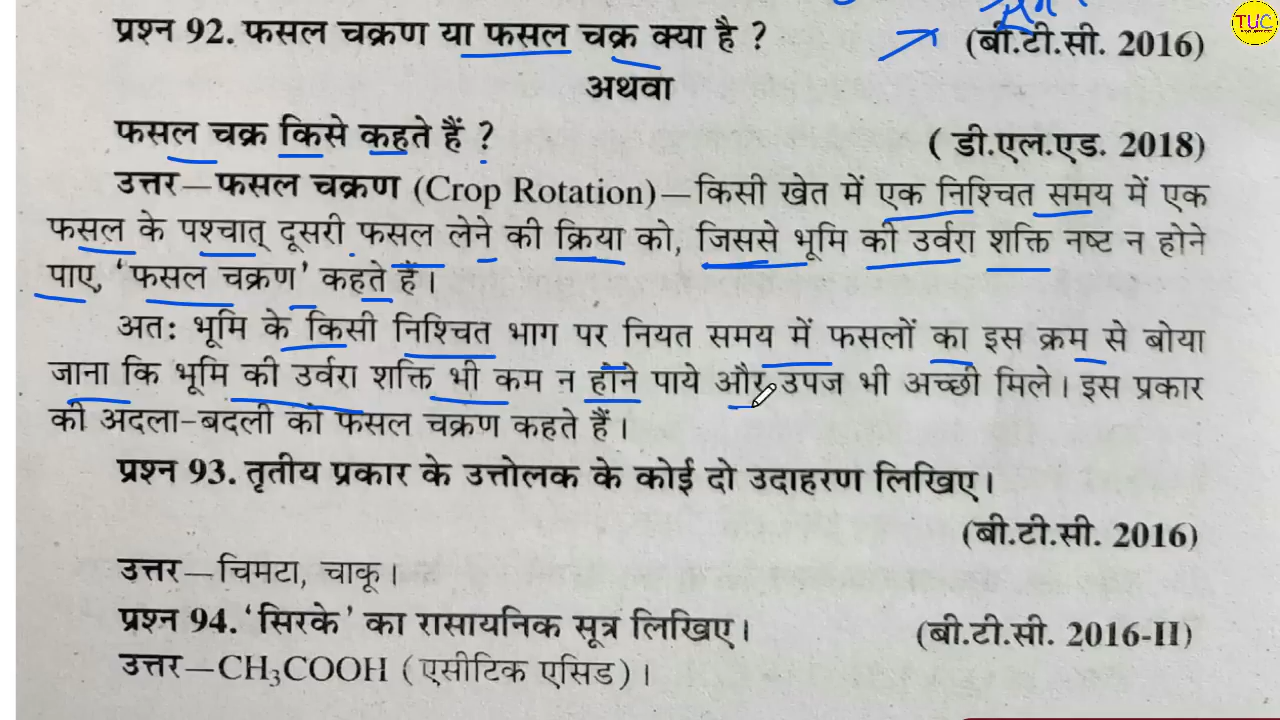 प्रश्न 92. फसल चक्रण या फसल चक्र क्या है ? (बी.टी.सी. 2016)
TUC
अथवा
फसल चक्र किसे कहते हैं ? ( डी.एल.एड. 2018)
उत्तर—फसल चक्रण (Crop Rotation)—किसी खेत में एक निश्चित समय में एक
फसल के पश्चात् दूसरी फसल लेने की क्रिया को, जिससे भूमि की उर्वरा शक्ति नष्ट न होने
पाए, ‘फसल चक्रण’ कहते हैं।
अतः भूमि के किसी निश्चित भाग पर नियत समय में फसलों का इस क्रम से बोया
जाना कि भूमि की उर्वरा शक्ति भी कम न होने पाये और उपज भी अच्छी मिले। इस प्रकार
की अदला-बदली को फसल चक्रण कहते हैं।
प्रश्न 93. तृतीय प्रकार के उत्तोलक के कोई दो उदाहरण लिखिए।
(बी.टी.सी. 2016)
उत्तर—चिमटा, चाकू।
प्रश्न 94. ‘सिरके’ का रासायनिक सूत्र लिखिए। (बी.टी.सी. 2016-II)
उत्तर—CH₃COOH (एसीटिक एसिड)।